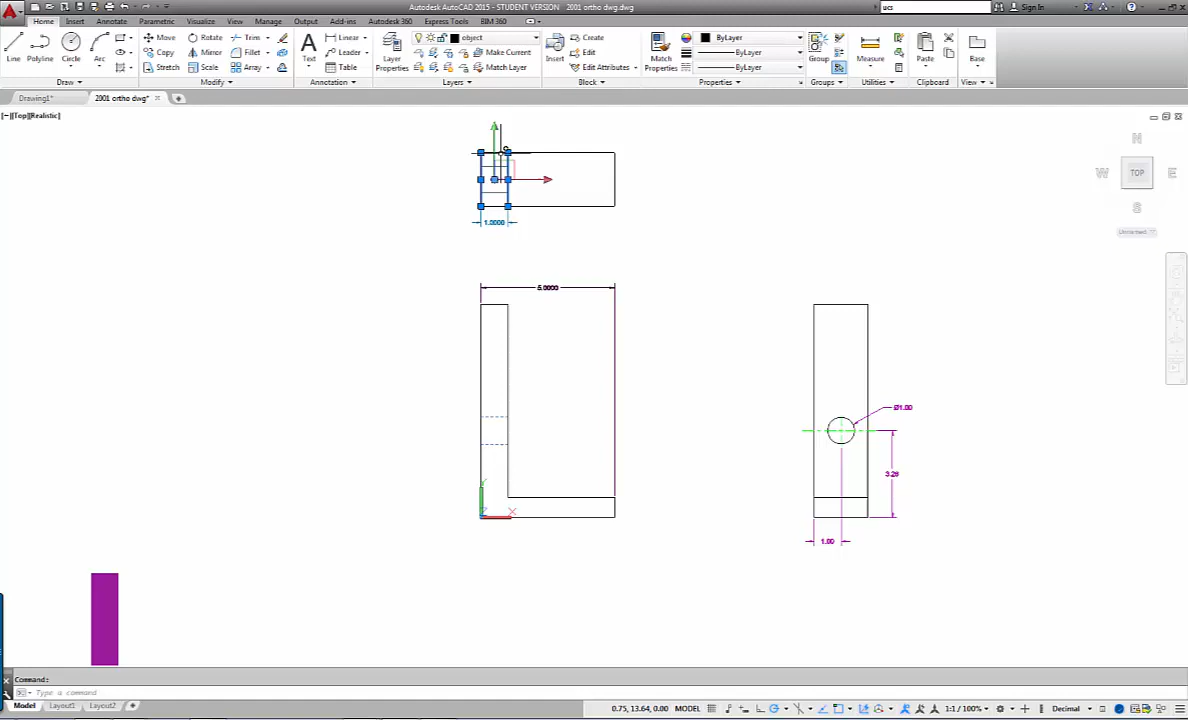 Autodesk AutoCAD 2015 - STUDENT VERSION 2001 ortho dwg.dwg
ucs
Sign In
Home Insert Annotate Parametric Visualize View Manage Output Add-ins Autodesk 360 Express Tools BIM 360
Line Polyline Circle Arc
Move Rotate Trim
Copy Mirror Fillet
Stretch Scale Array
Text
Linear
Leader
Table
Layer
Properties
object
Make Current
Match Layer
Insert
Create
Edit
Edit Attributes
Match
Properties
ByLayer
ByLayer
ByLayer
Group
Measure
Paste
Base
Draw Modify Annotation Layers Block Properties Groups Utilities Clipboard View
Drawing1* 2001 ortho dwg*
[−][Top][Realistic]
N
W TOP E
S
Unnamed
1.0000
5.0000
Ø1.00
3.28
1.00
Y
X
Command:
Type a command
Model Layout1 Layout2
0.75, 13.64, 0.00 MODEL 1:1 / 100% Decimal